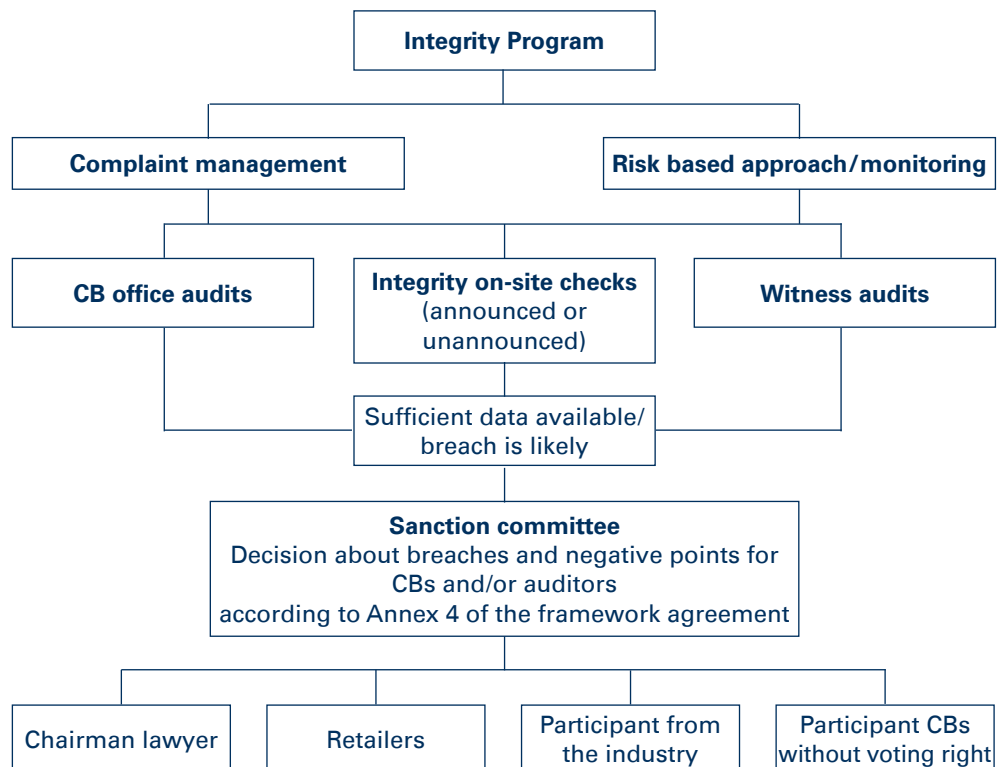 Integrity Program
Complaint management
Risk based approach/monitoring
CB office audits
Integrity on-site checks
(announced or
unannounced)
Witness audits
Sufficient data available/
breach is likely
Sanction committee
Decision about breaches and negative points for
CBs and/or auditors
according to Annex 4 of the framework agreement
Chairman lawyer
Retailers
Participant from
the industry
Participant CBs
without voting right